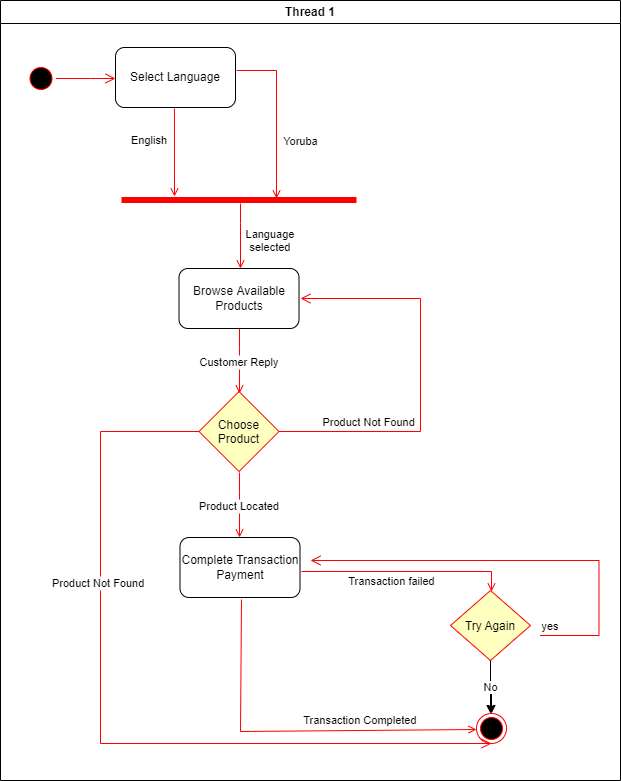 Thread 1
Select Language
English
Yoruba
Language
selected
Browse Available
Products
Customer Reply
Choose
Product
Product Not Found
Product Located
Complete Transaction
Payment
Product Not Found
Transaction failed
Try Again
yes
No
Transaction Completed